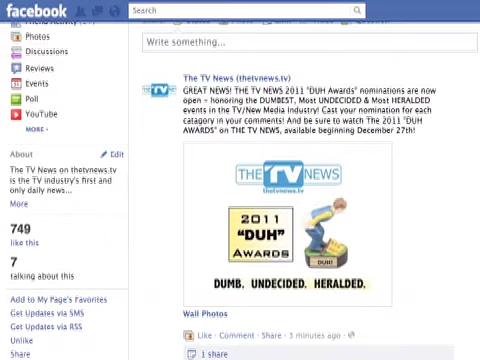 facebook
Search
Photos
Discussions
Reviews
Events
Poll
YouTube
MORE
About
Edit
The TV News on thetvnews.tv
is the TV industry's first and
only daily news...
More
749
like this
7
talking about this
Add to My Page's Favorites
Get Updates via SMS
Get Updates via RSS
Unlike
Share
Write something...
THE TV NEWS
The TV News (thetvnews.tv)
GREAT NEWS! THE TV NEWS 2011 "DUH Awards" nominations are now
open - honoring the DUMBEST, Most UNDECIDED & Most HERALDED
events in the TV/New Media Industry! Cast your nomination for each
catagory in your comments! And be sure to watch The 2011 "DUH
AWARDS" on THE TV NEWS, available beginning December 27th!
THE TV NEWS
thetvnews.tv
2011
"DUH"
AWARDS
DUH!
DUMB. UNDECIDED. HERALDED.
Wall Photos
Like · Comment · Share · 3 minutes ago ·
1 share